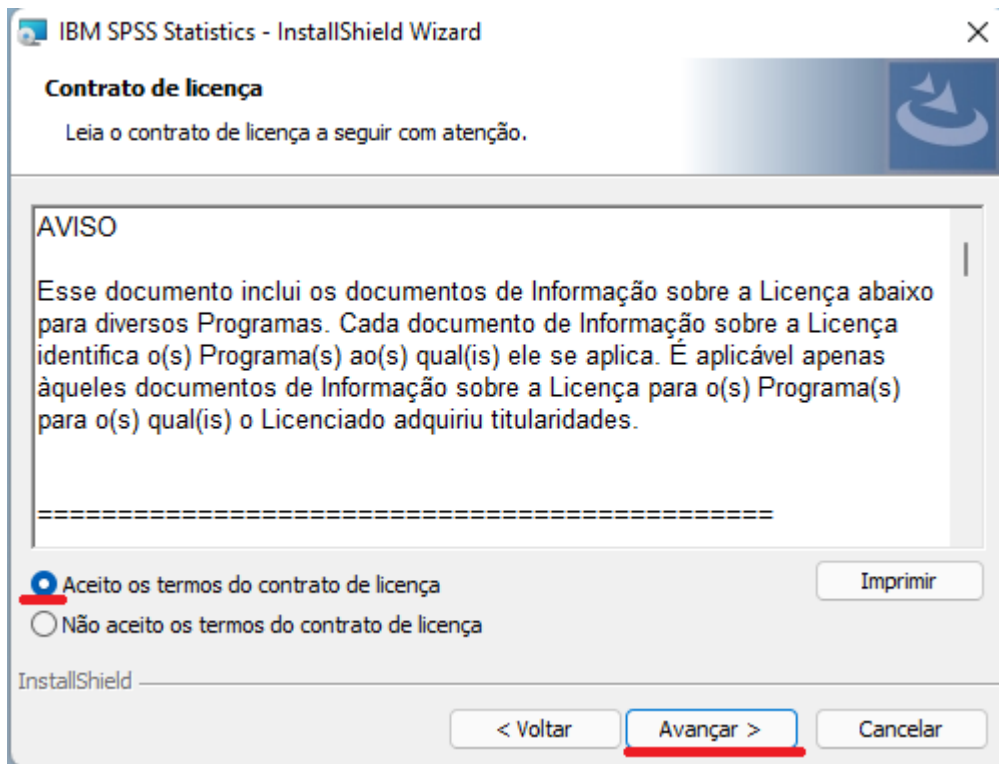 IBM SPSS Statistics - InstallShield Wizard
Contrato de licença
Leia o contrato de licença a seguir com atenção.
AVISO
Esse documento inclui os documentos de Informação sobre a Licença abaixo
para diversos Programas. Cada documento de Informação sobre a Licença
identifica o(s) Programa(s) ao(s) qual(is) ele se aplica. É aplicável apenas
àqueles documentos de Informação sobre a Licença para o(s) Programa(s)
para o(s) qual(is) o Licenciado adquiriu titularidades.
==============================================
Aceito os termos do contrato de licença
Imprimir
Não aceito os termos do contrato de licença
InstallShield
< Voltar
Avançar >
Cancelar